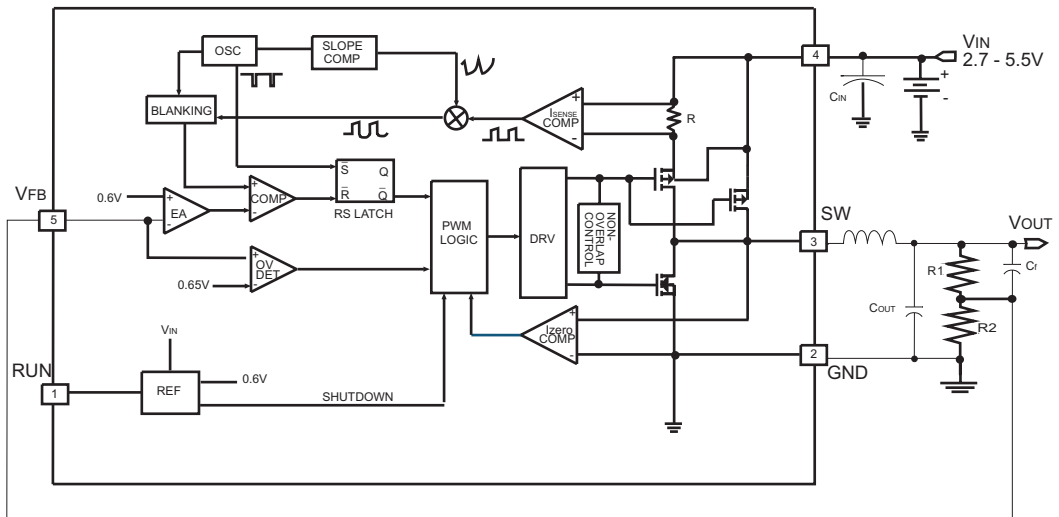 OSC
SLOPE
COMP
4
VIN
2.7 - 5.5V
+
-
CIN
BLANKING
+
ISENSE
COMP
-
R
VFB
5
0.6V
+
EA
-
+
COMP
-
S Q
R Q
RS LATCH
PWM
LOGIC
DRV
NON-
OVERLAP
CONTROL
SW
3
VOUT
R1
Cf
COUT
R2
+
OV
DET
-
0.65V
+
Izero
COMP
-
2
GND
VIN
RUN
1
REF
0.6V
SHUTDOWN